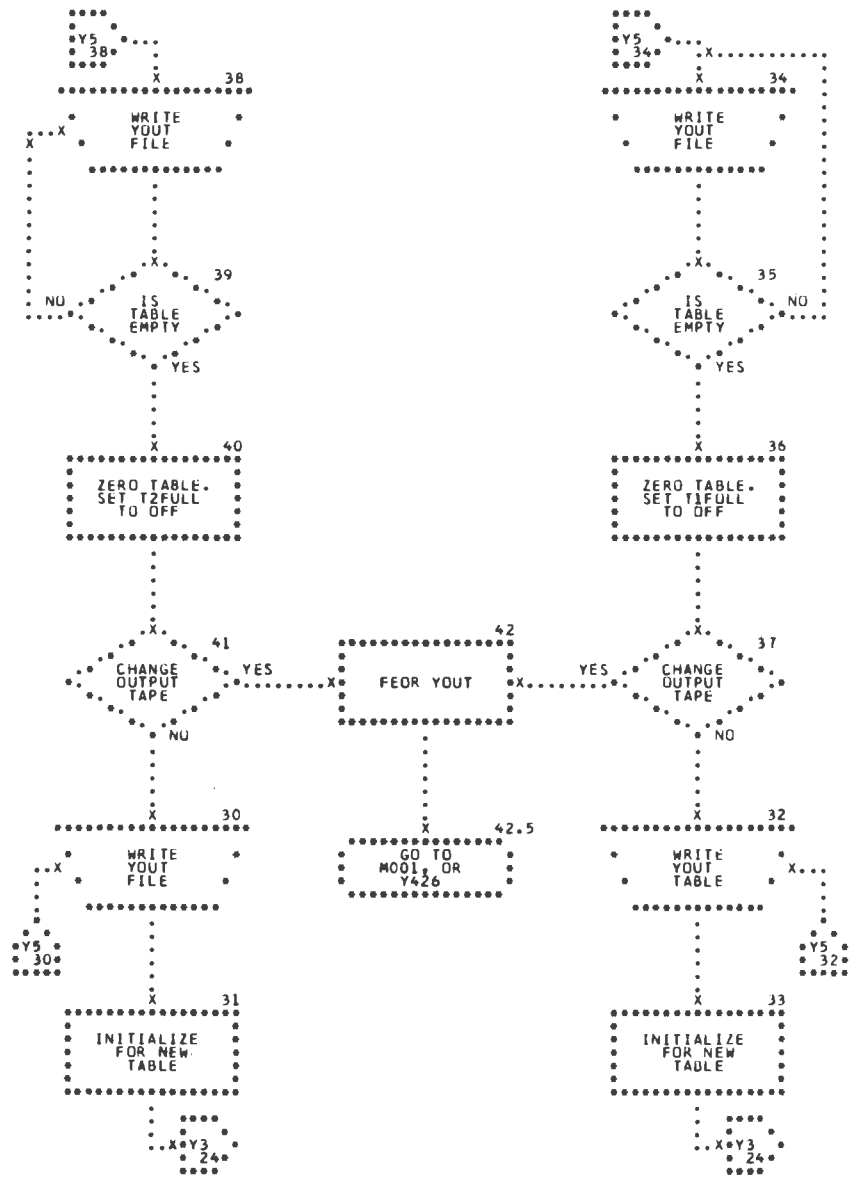 Y5
38
38
WRITE
YOUT
FILE
39
NO
IS
TABLE
EMPTY
YES
40
ZERO TABLE.
SET T2FULL
TO OFF
41
CHANGE
OUTPUT
TAPE
YES
NO
30
WRITE
YOUT
FILE
Y5
30
31
INITIALIZE
FOR NEW
TABLE
Y3
24
42
FEOR YOUT
42.5
GO TO
M001, OR
Y426
Y5
34
34
WRITE
YOUT
FILE
35
IS
TABLE
EMPTY
NO
YES
36
ZERO TABLE.
SET T1FULL
TO OFF
37
YES
CHANGE
OUTPUT
TAPE
NO
32
WRITE
YOUT
TABLE
Y5
32
33
INITIALIZE
FOR NEW
TABLE
Y3
24